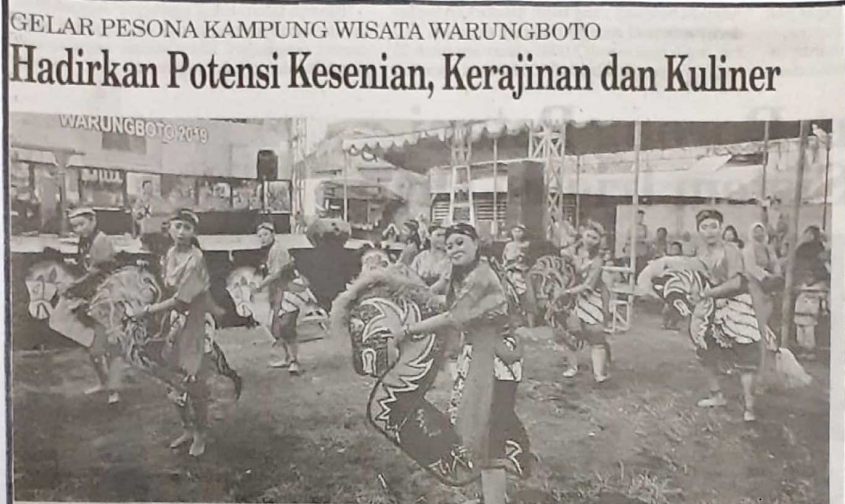 GELAR PESONA KAMPUNG WISATA WARUNGBOTO
Hadirkan Potensi Kesenian, Kerajinan dan Kuliner
WARUNGBOTO 2019